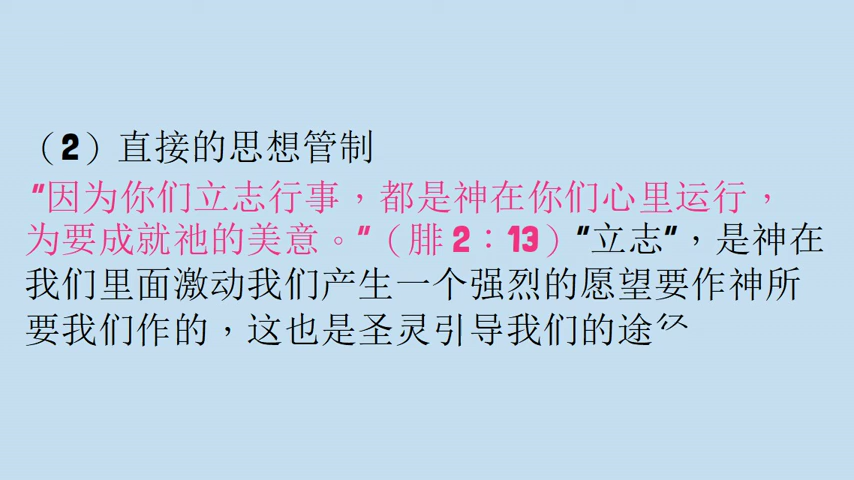 （2）直接的思想管制
"因为你们立志行事，都是神在你们心里运行，
为要成就祂的美意。"（腓2：13）"立志"，是神在
我们里面激动我们产生一个强烈的愿望要作神所
要我们作的，这也是圣灵引导我们的途